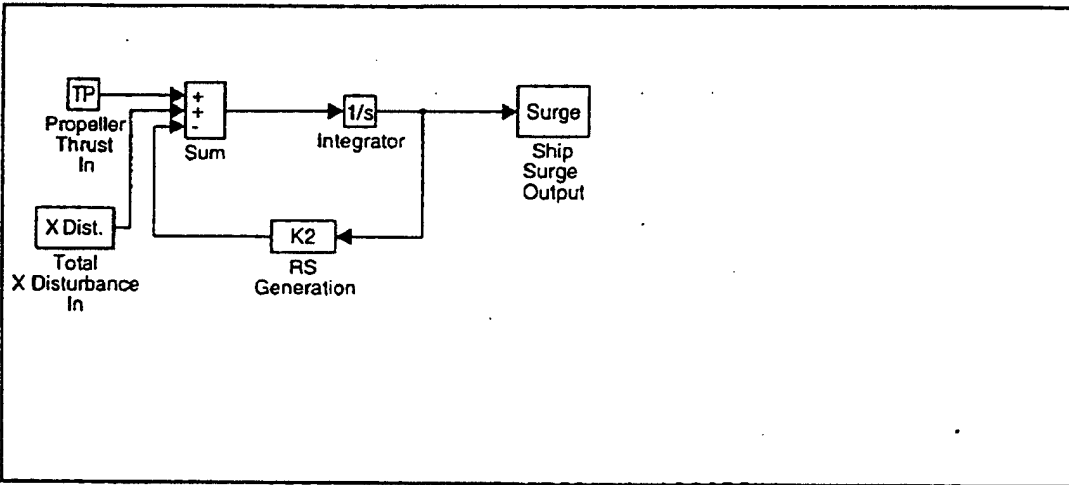 TP
Propeller
Thrust
In
+
+
-
Sum
1/s
Integrator
Surge
Ship
Surge
Output
X Dist.
Total
X Disturbance
In
K2
RS
Generation